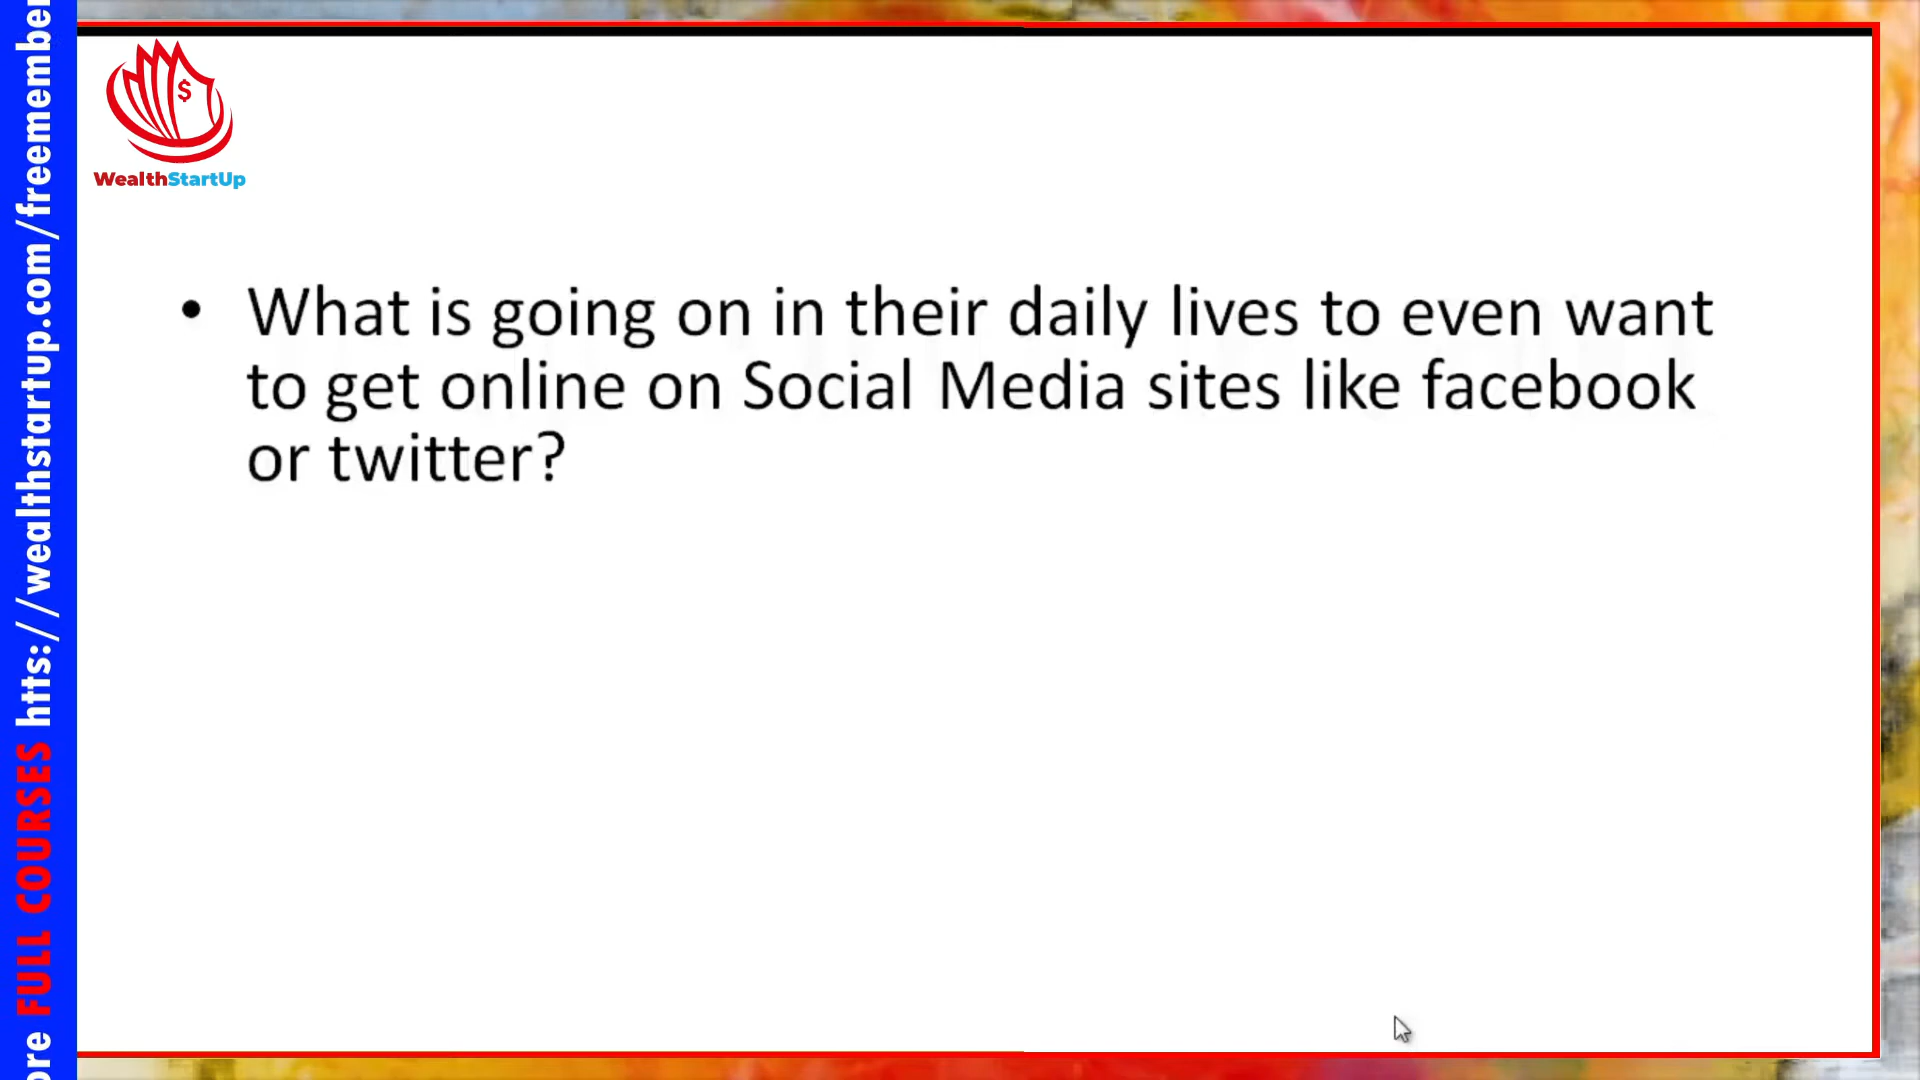 WealthStartUp
$
• What is going on in their daily lives to even want
to get online on Social Media sites like facebook
or twitter?
FULL COURSES htts://wealthstartup.com/freemember